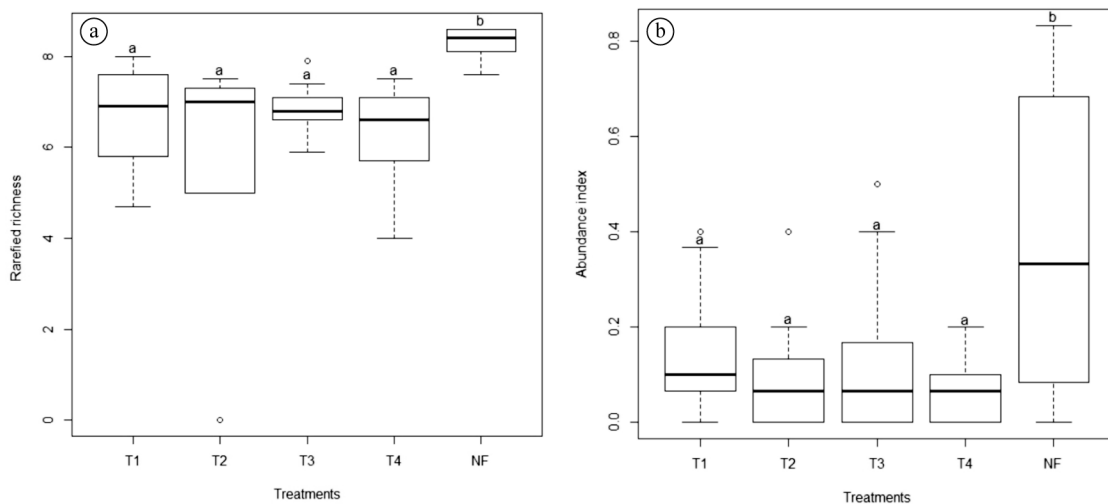 a
Rarefied richness
8
6
4
2
0
a
a
a
a
b
T1
T2
T3
T4
NF
Treatments
b
Abundance index
0.8
0.6
0.4
0.2
0.0
a
a
a
a
b
T1
T2
T3
T4
NF
Treatments